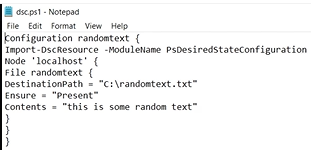 dsc.ps1 - Notepad
File Edit Format View Help
Configuration randomtext {
Import-DscResource -ModuleName PsDesiredStateConfiguration
Node 'localhost' {
File randomtext {
DestinationPath = "C:\randomtext.txt"
Ensure = "Present"
Contents = "this is some random text"
}
}
}